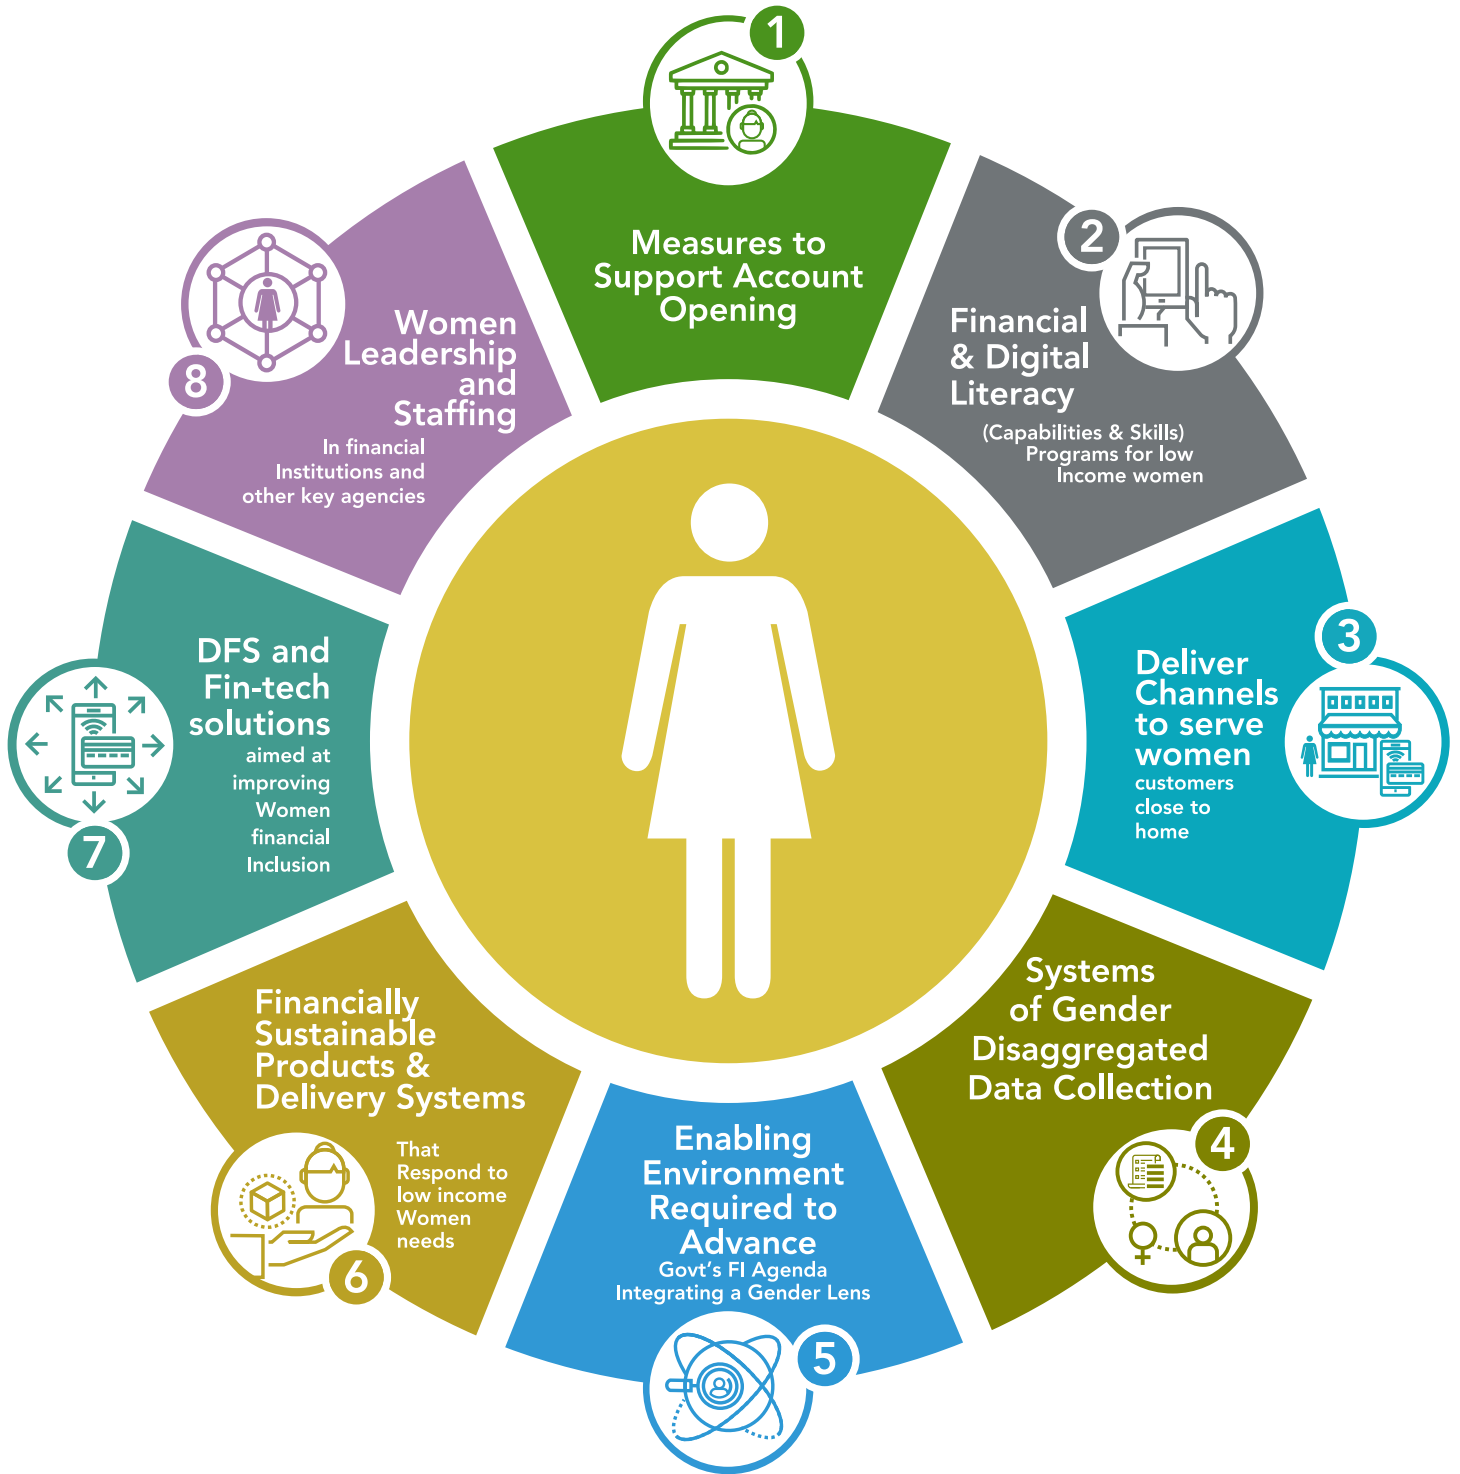 1
Measures to
Support Account
Opening
2
Financial
& Digital
Literacy
(Capabilities & Skills)
Programs for low
Income women
3
Deliver
Channels
to serve
women
customers
close to
home
Systems
of Gender
Disaggregated
Data Collection
4
Enabling
Environment
Required to
Advance
Govt's FI Agenda
Integrating a Gender Lens
5
Financially
Sustainable
Products &
Delivery Systems
That
Respond to
low income
Women
needs
6
DFS and
Fin-tech
solutions
aimed at
improving
Women
financial
Inclusion
7
Women
Leadership
and
Staffing
In financial
Institutions and
other key agencies
8